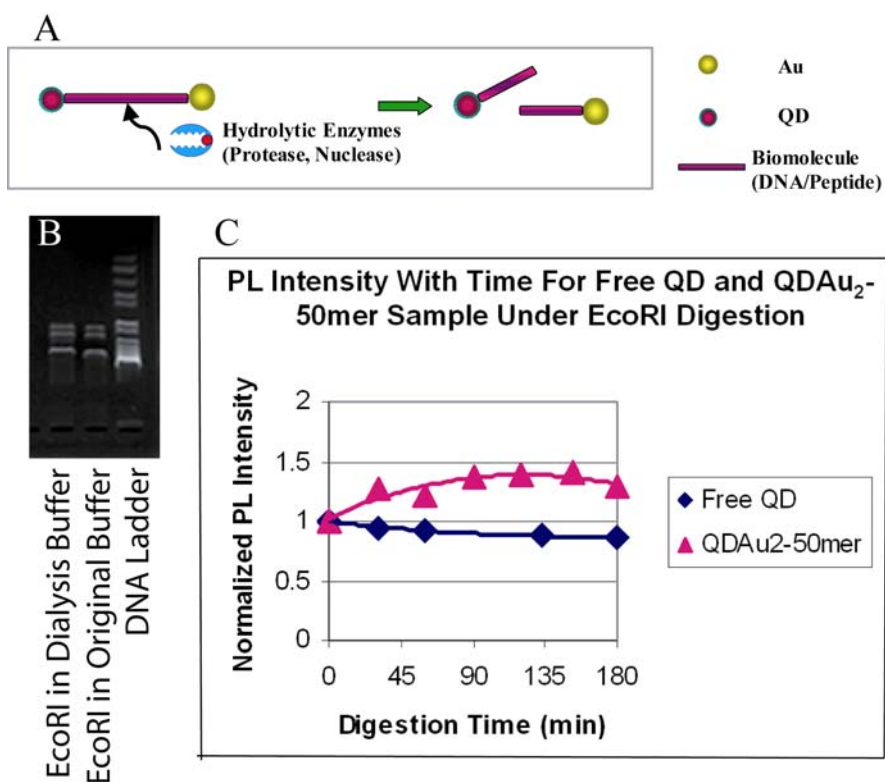 A
Hydrolytic Enzymes
(Protease, Nuclease)
Au
QD
Biomolecule
(DNA/Peptide)
B
EcoRI in Dialysis Buffer
EcoRI in Original Buffer
DNA Ladder
C
PL Intensity With Time For Free QD and QDAu2-
50mer Sample Under EcoRI Digestion
Normalized PL Intensity
2
1.5
1
0.5
0
0 45 90 135 180
Digestion Time (min)
Free QD
QDAu2-50mer